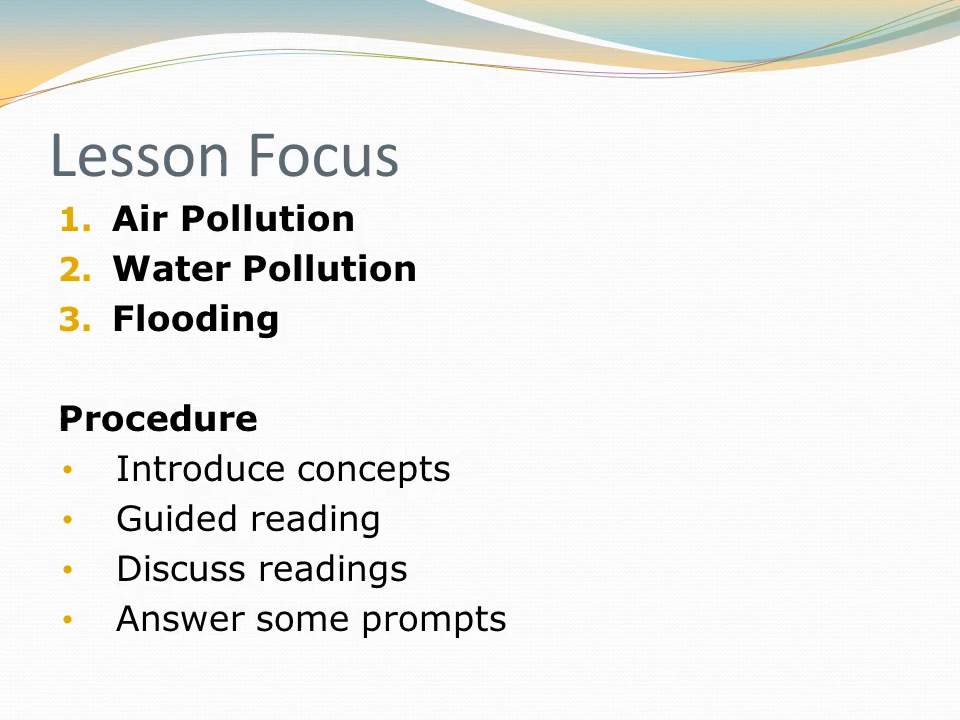 Lesson Focus
1. Air Pollution
2. Water Pollution
3. Flooding
Procedure
• Introduce concepts
• Guided reading
• Discuss readings
• Answer some prompts